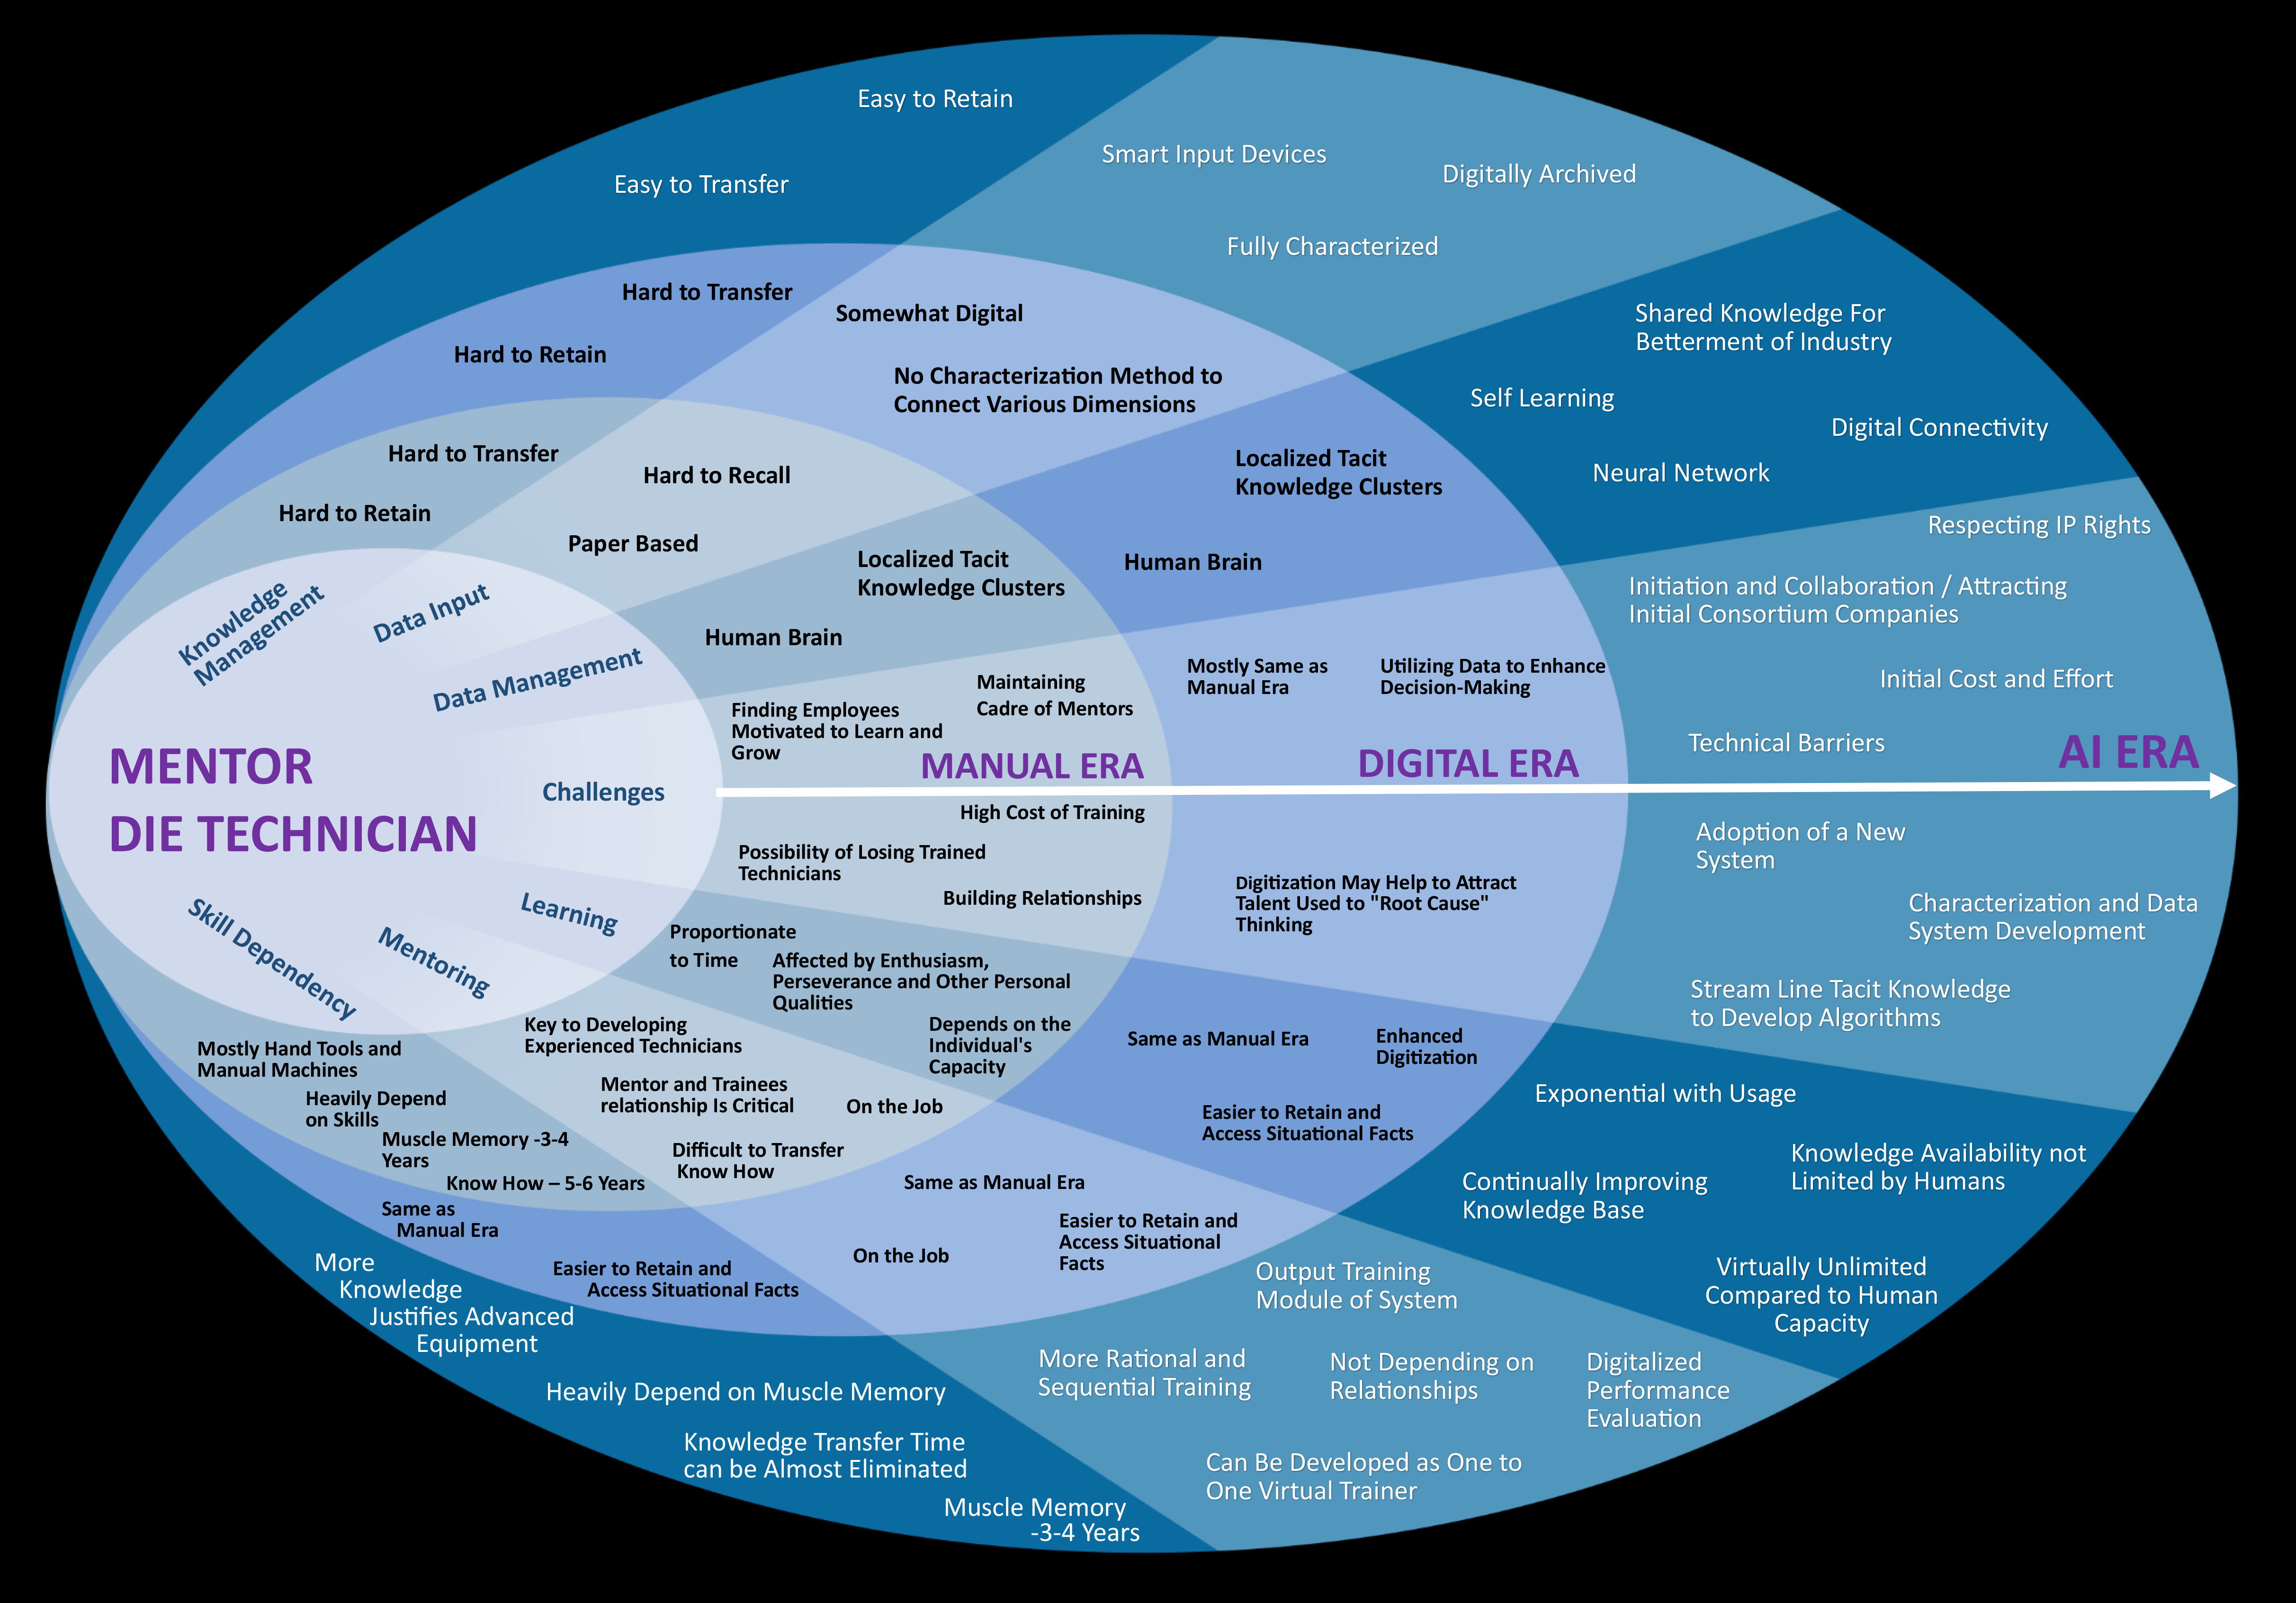 Easy to Retain
Easy to Transfer
Smart Input Devices
Digitally Archived
Fully Characterized
Shared Knowledge For
Betterment of Industry
Self Learning
Digital Connectivity
Neural Network
Respecting IP Rights
Initiation and Collaboration / Attracting
Initial Consortium Companies
Initial Cost and Effort
Technical Barriers
AI ERA
Adoption of a New
System
Characterization and Data
System Development
Stream Line Tacit Knowledge
to Develop Algorithms
Exponential with Usage
Knowledge Availability not
Limited by Humans
Continually Improving
Knowledge Base
Virtually Unlimited
Compared to Human
Capacity
Output Training
Module of System
More Rational and
Sequential Training
Not Depending on
Relationships
Digitalized
Performance
Evaluation
Can Be Developed as One to
One Virtual Trainer
More
Knowledge
Justifies Advanced
Equipment
Heavily Depend on Muscle Memory
Knowledge Transfer Time
can be Almost Eliminated
Muscle Memory
-3-4 Years
Hard to Transfer
Hard to Retain
Somewhat Digital
No Characterization Method to
Connect Various Dimensions
Localized Tacit
Knowledge Clusters
Human Brain
Mostly Same as
Manual Era
Utilizing Data to Enhance
Decision-Making
DIGITAL ERA
Digitization May Help to Attract
Talent Used to "Root Cause"
Thinking
Same as Manual Era
Enhanced
Digitization
Easier to Retain and
Access Situational Facts
Same as Manual Era
On the Job
Easier to Retain and
Access Situational
Facts
Same as
Manual Era
Easier to Retain and
Access Situational Facts
Hard to Transfer
Hard to Retain
Hard to Recall
Paper Based
Localized Tacit
Knowledge Clusters
Human Brain
Maintaining
Cadre of Mentors
Finding Employees
Motivated to Learn and
Grow
MANUAL ERA
High Cost of Training
Possibility of Losing Trained
Technicians
Building Relationships
Proportionate
to Time
Affected by Enthusiasm,
Perseverance and Other Personal
Qualities
Depends on the
Individual's
Capacity
Key to Developing
Experienced Technicians
Mentor and Trainees
relationship Is Critical
On the Job
Difficult to Transfer
Know How
Mostly Hand Tools and
Manual Machines
Heavily Depend
on Skills
Muscle Memory -3-4
Years
Know How – 5-6 Years
Knowledge
Management
Data Input
Data Management
MENTOR
DIE TECHNICIAN
Challenges
Learning
Mentoring
Skill Dependency